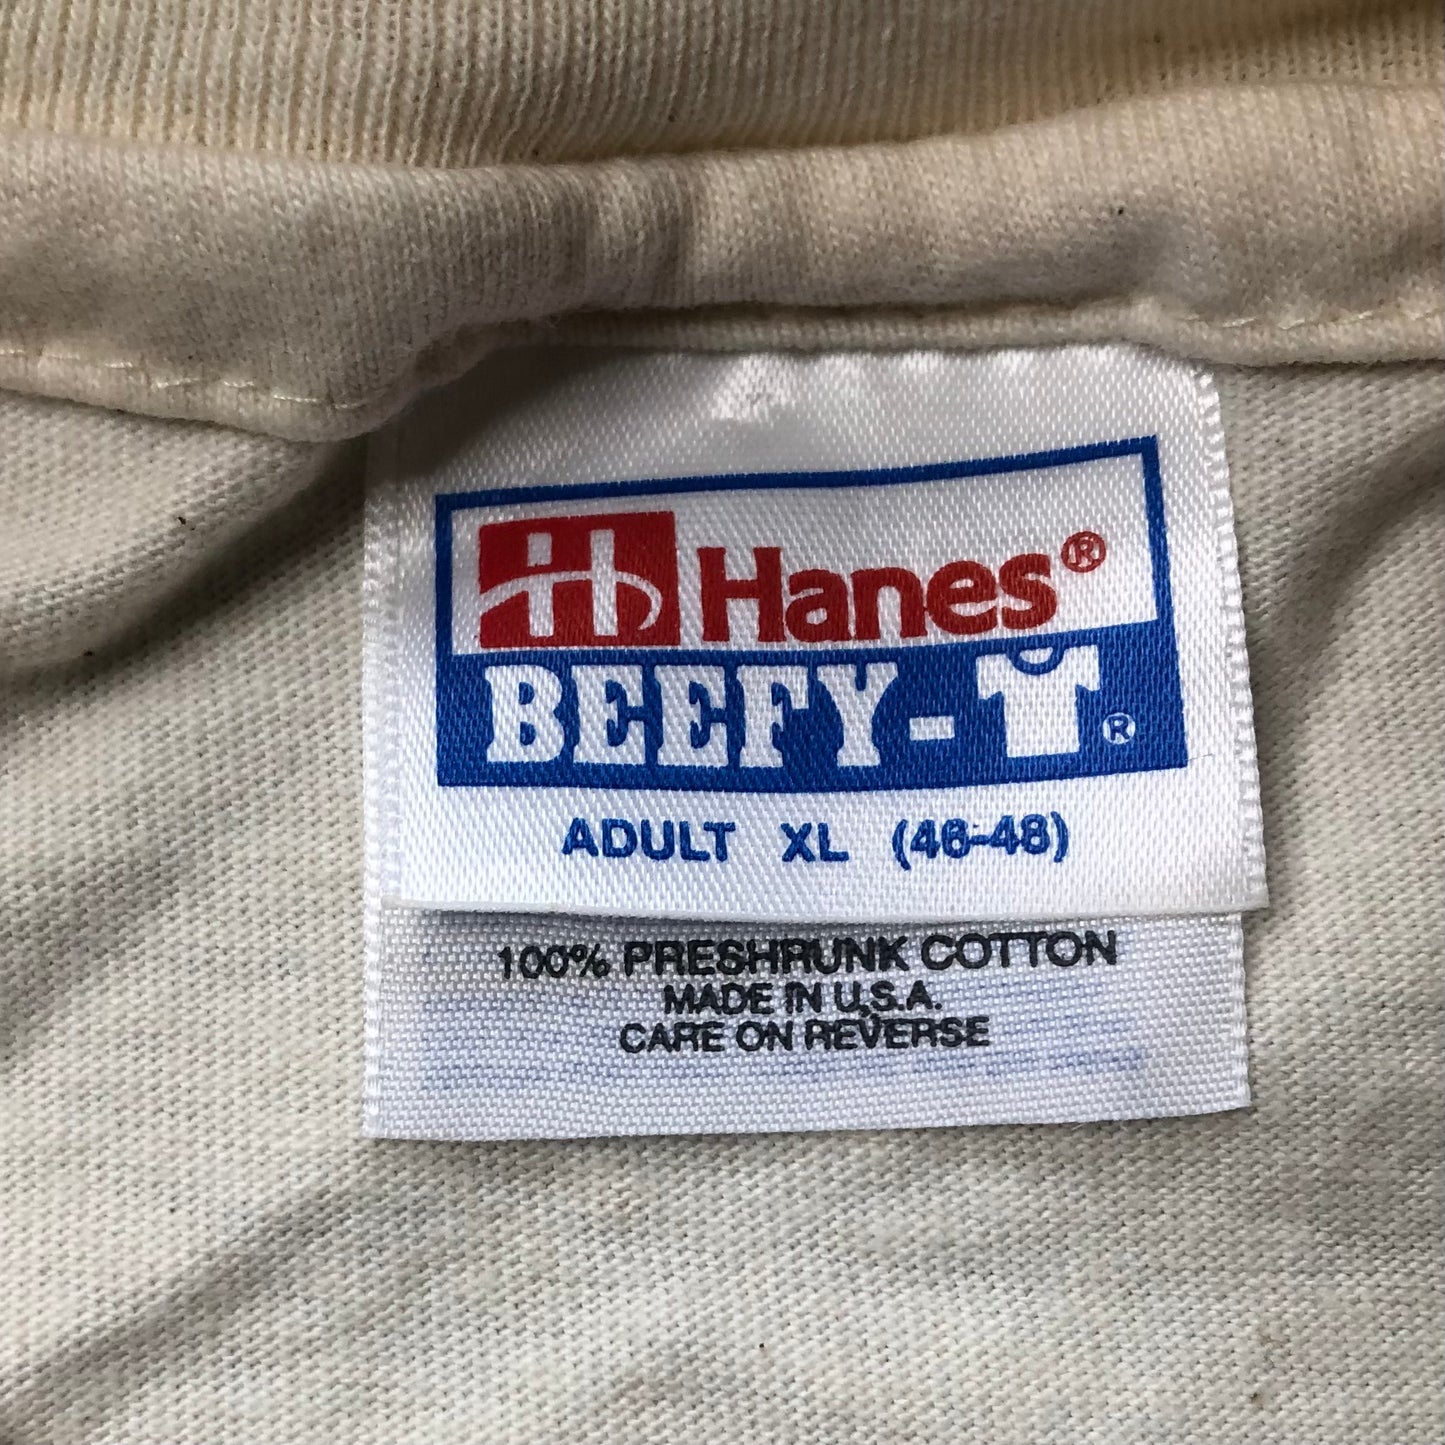 Hanes®
BEEFY-T®
ADULT XL (46-48)
100% PRESHRUNK COTTON
MADE IN U.S.A.
CARE ON REVERSE